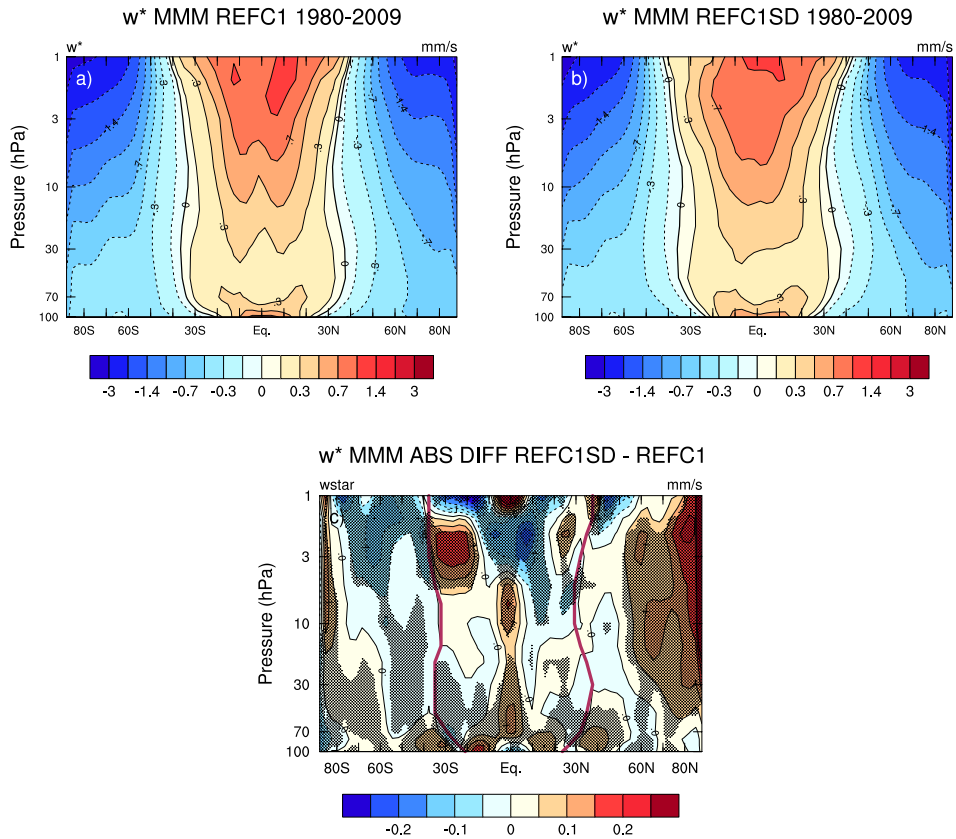 w* MMM REFC1 1980-2009
w* mm/s
a)
1
3
10
30
70
100
Pressure (hPa)
80S 60S 30S Eq. 30N 60N 80N
-3 -1.4 -0.7 -0.3 0 0.3 0.7 1.4 3
w* MMM REFC1SD 1980-2009
w* mm/s
b)
1
3
10
30
70
100
Pressure (hPa)
80S 60S 30S Eq. 30N 60N 80N
-3 -1.4 -0.7 -0.3 0 0.3 0.7 1.4 3
w* MMM ABS DIFF REFC1SD - REFC1
wstar mm/s
c)
1
3
10
30
70
100
Pressure (hPa)
80S 60S 30S Eq. 30N 60N 80N
-0.2 -0.1 0 0.1 0.2